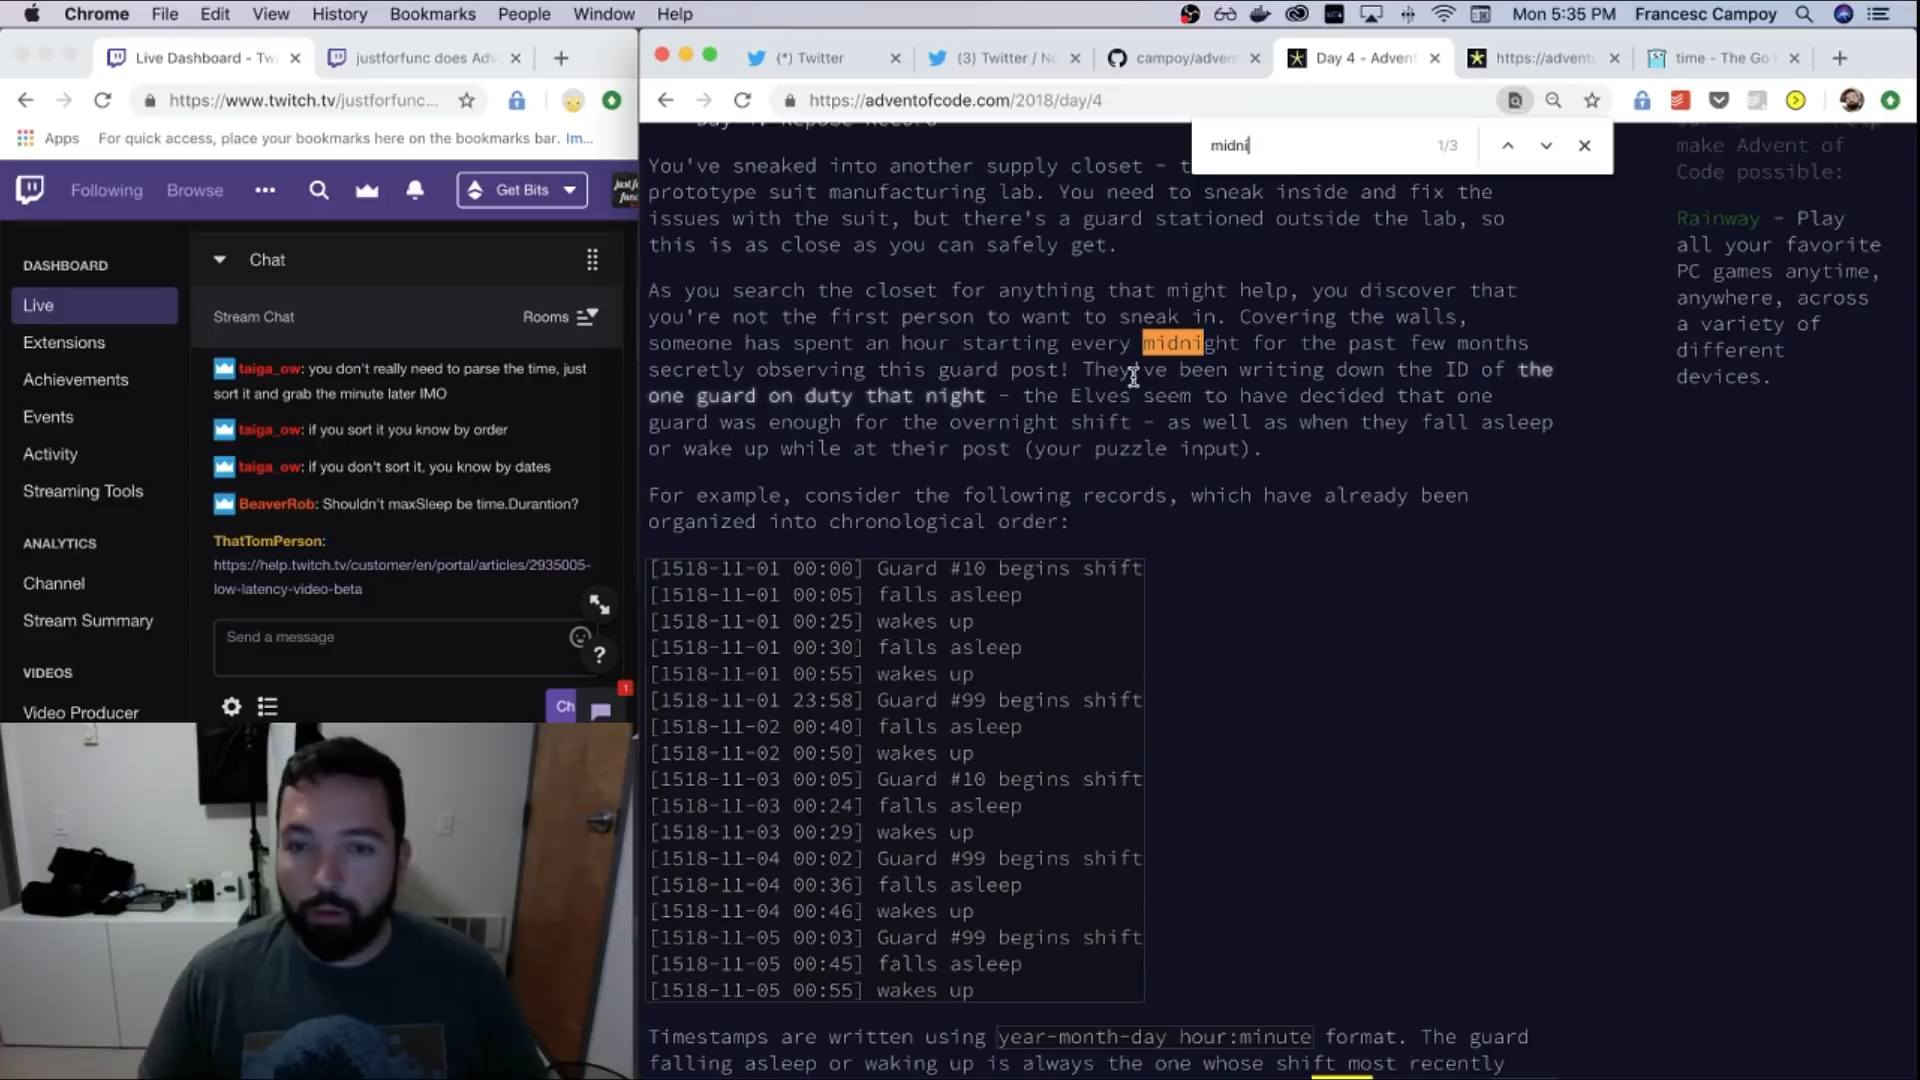 Chrome File Edit View History Bookmarks People Window Help
Mon 5:35 PM Francesc Campoy
Live Dashboard - Tw
justforfunc does Adv
https://www.twitch.tv/justforfunc...
Apps For quick access, place your bookmarks here on the bookmarks bar. Im...
Following Browse ••• Get Bits
DASHBOARD
Live
Extensions
Achievements
Events
Activity
Streaming Tools
ANALYTICS
Channel
Stream Summary
VIDEOS
Video Producer
Chat
Stream Chat Rooms
taiga_ow: you don't really need to parse the time, just
sort it and grab the minute later IMO
taiga_ow: if you sort it you know by order
taiga_ow: if you don't sort it, you know by dates
BeaverRob: Shouldn't maxSleep be time.Durantion?
ThatTomPerson:
https://help.twitch.tv/customer/en/portal/articles/2935005-
low-latency-video-beta
Send a message
?
Ch
1
(*) Twitter
(3) Twitter / No
campoy/adven
Day 4 - Advent
https://advento
time - The Go
https://adventofcode.com/2018/day/4
midni 1/3
You've sneaked into another supply closet - t
prototype suit manufacturing lab. You need to sneak inside and fix the
issues with the suit, but there's a guard stationed outside the lab, so
this is as close as you can safely get.
As you search the closet for anything that might help, you discover that
you're not the first person to want to sneak in. Covering the walls,
someone has spent an hour starting every midnight for the past few months
secretly observing this guard post! They've been writing down the ID of the
one guard on duty that night - the Elves seem to have decided that one
guard was enough for the overnight shift - as well as when they fall asleep
or wake up while at their post (your puzzle input).
For example, consider the following records, which have already been
organized into chronological order:
[1518-11-01 00:00] Guard #10 begins shift
[1518-11-01 00:05] falls asleep
[1518-11-01 00:25] wakes up
[1518-11-01 00:30] falls asleep
[1518-11-01 00:55] wakes up
[1518-11-01 23:58] Guard #99 begins shift
[1518-11-02 00:40] falls asleep
[1518-11-02 00:50] wakes up
[1518-11-03 00:05] Guard #10 begins shift
[1518-11-03 00:24] falls asleep
[1518-11-03 00:29] wakes up
[1518-11-04 00:02] Guard #99 begins shift
[1518-11-04 00:36] falls asleep
[1518-11-04 00:46] wakes up
[1518-11-05 00:03] Guard #99 begins shift
[1518-11-05 00:45] falls asleep
[1518-11-05 00:55] wakes up
Timestamps are written using year-month-day hour:minute format. The guard
falling asleep or waking up is always the one whose shift most recently
make Advent of
Code possible:
Rainway - Play
all your favorite
PC games anytime,
anywhere, across
a variety of
different
devices.